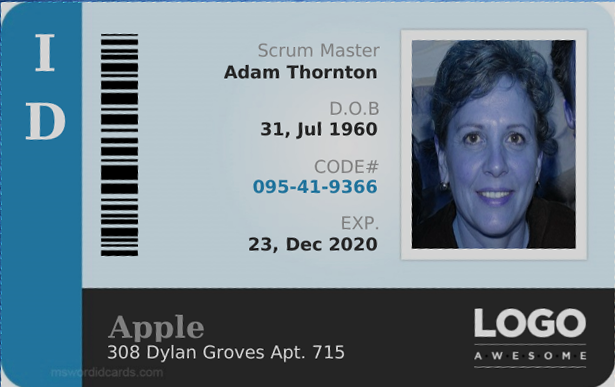 I
D
Scrum Master
Adam Thornton
D.O.B
31, Jul 1960
CODE#
095-41-9366
EXP.
23, Dec 2020
Apple
308 Dylan Groves Apt. 715
mswordidcards.com
LOGO
A·W·E·S·O·M·E